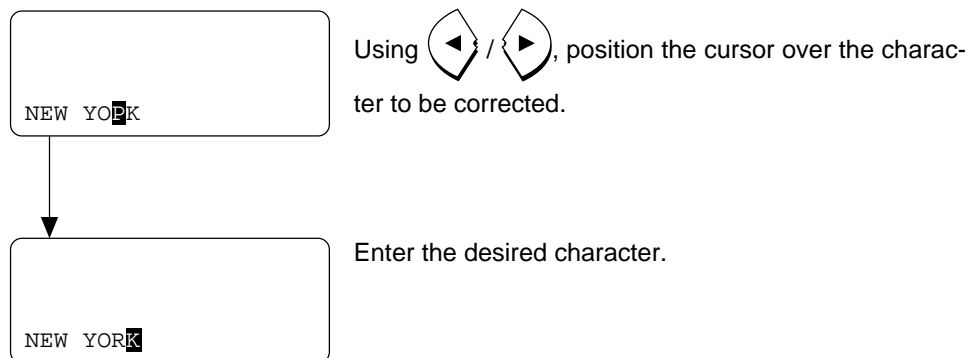 Using ◄ / ►, position the cursor over the charac-
ter to be corrected.
NEW YOPK
Enter the desired character.
NEW YORK